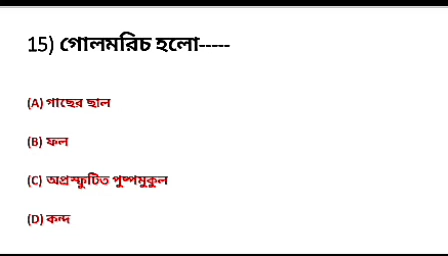 15) গোলমরিচ হলো-----
(A) গাছের ছাল
(B) ফল
(C) অপ্রস্ফুটিত পুষ্পমুকুল
(D) কন্দ